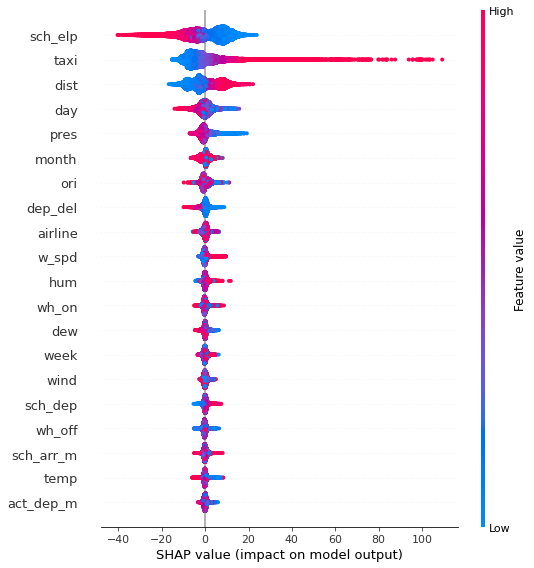 High
sch_elp
taxi
dist
day
pres
month
ori
dep_del
airline
w_spd
hum
wh_on
dew
week
wind
sch_dep
wh_off
sch_arr_m
temp
act_dep_m
Feature value
Low
−40 −20 0 20 40 60 80 100
SHAP value (impact on model output)